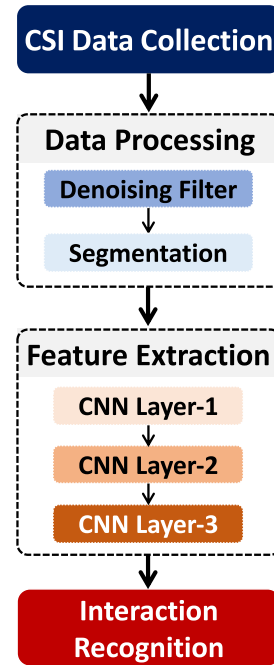 CSI Data Collection
Data Processing
Denoising Filter
Segmentation
Feature Extraction
CNN Layer-1
CNN Layer-2
CNN Layer-3
Interaction
Recognition